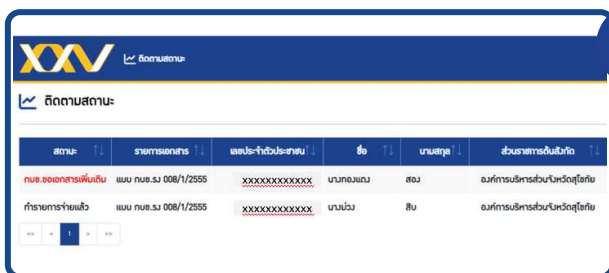 XXV ติดตามสถานะ
ติดตามสถานะ
สถานะ รายการเอกสาร เลขประจำตัวประชาชน ชื่อ นามสกุล ส่วนราชการต้นสังกัด
กบข.ขอเอกสารเพิ่มเติม แบบ กบข.รง 008/1/2555 XXXXXXXXXXXX นางทองแดง สอง องค์การบริหารส่วนจังหวัดสุโขทัย
ทำรายการจ่ายแล้ว แบบ กบข.รง 008/1/2555 XXXXXXXXXXXX นางม่วง สิบ องค์การบริหารส่วนจังหวัดสุโขทัย
<< < 1 > >>